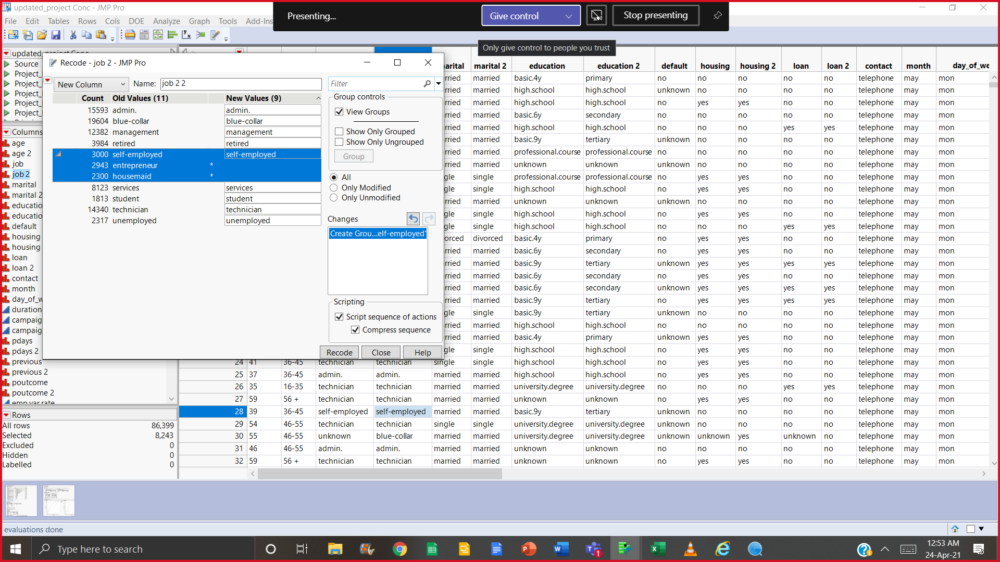 updated_project Conc - JMP Pro
File Edit Tables Rows Cols DOE Analyze Graph Tools Add-Ins
Presenting...
Give control
Stop presenting
Only give control to people you trust
Source
Columns
age
age 2
job
job 2
marital
marital 2
educatio
educatio
default
housing
housing
loan
loan 2
contact
month
day_of_w
duration
campaig
campaig
pdays
pdays 2
previous
previous 2
poutcome
poutcome 2
emp.var.rate
Rows
All rows 86,399
Selected 8,243
Excluded 0
Hidden 0
Labelled 0
Recode - job 2 - JMP Pro
New Column Name: job 2 2
Count Old Values (11) New Values (9)
15593 admin. admin.
19604 blue-collar blue-collar
12382 management management
3984 retired retired
3000 self-employed self-employed
2943 entrepreneur *
2300 housemaid *
8123 services services
1813 student student
14340 technician technician
2317 unemployed unemployed
Filter
Group controls
View Groups
Show Only Grouped
Show Only Ungrouped
Group
All
Only Modified
Only Unmodified
Changes
Create Grou...elf-employed"
Scripting
Script sequence of actions
Compress sequence
Recode Close Help
arital marital 2 education education 2 default housing housing 2 loan loan 2 contact month day_of_we
rried married basic.4y primary no no no no no telephone may mon
rried married high.school high.school unknown no no no no telephone may mon
rried married high.school high.school no yes yes no no telephone may mon
rried married basic.6y secondary no no no no no telephone may mon
rried married high.school high.school no no no yes yes telephone may mon
rried married basic.9y tertiary unknown no no no no telephone may mon
rried married professional.course professional.course no no no no no telephone may mon
rried married unknown unknown unknown no no no no telephone may mon
gle single professional.course professional.course no yes yes no no telephone may mon
gle single high.school high.school no yes yes no no telephone may mon
rried married unknown unknown unknown no no no no telephone may mon
gle single high.school high.school no yes yes no no telephone may mon
gle single high.school high.school no no no yes yes telephone may mon
orced divorced basic.4y primary no yes yes no no telephone may mon
rried married basic.6y secondary no yes yes no no telephone may mon
rried married basic.9y tertiary unknown yes yes yes yes telephone may mon
rried married basic.6y secondary no yes yes no no telephone may mon
rried married basic.6y secondary unknown yes yes yes yes telephone may mon
rried married basic.9y tertiary no yes yes yes yes telephone may mon
gle single basic.9y tertiary unknown no no no no telephone may mon
rried married high.school high.school no yes yes no no telephone may mon
rried married basic.4y primary unknown yes yes no no telephone may mon
gle single high.school high.school no yes yes no no telephone may mon
24 41 36-45 technician technician single single high.school high.school no yes yes no no telephone may mon
25 37 36-45 admin. admin. married married high.school high.school no yes yes no no telephone may mon
26 35 16-35 technician technician married married university.degree university.degree no no no yes yes telephone may mon
27 59 56 + technician technician married married unknown unknown no yes yes no no telephone may mon
28 39 36-45 self-employed self-employed married married basic.9y tertiary unknown no no no no telephone may mon
29 54 46-55 technician technician single single university.degree university.degree unknown no no no no telephone may mon
30 55 46-55 unknown blue-collar married married university.degree university.degree unknown unknown yes unknown no telephone may mon
31 46 46-55 admin. admin. married married unknown unknown no no no no no telephone may mon
32 59 56 + technician technician married married unknown unknown no yes yes no no telephone may mon
evaluations done
Type here to search
12:53 AM
24-Apr-21